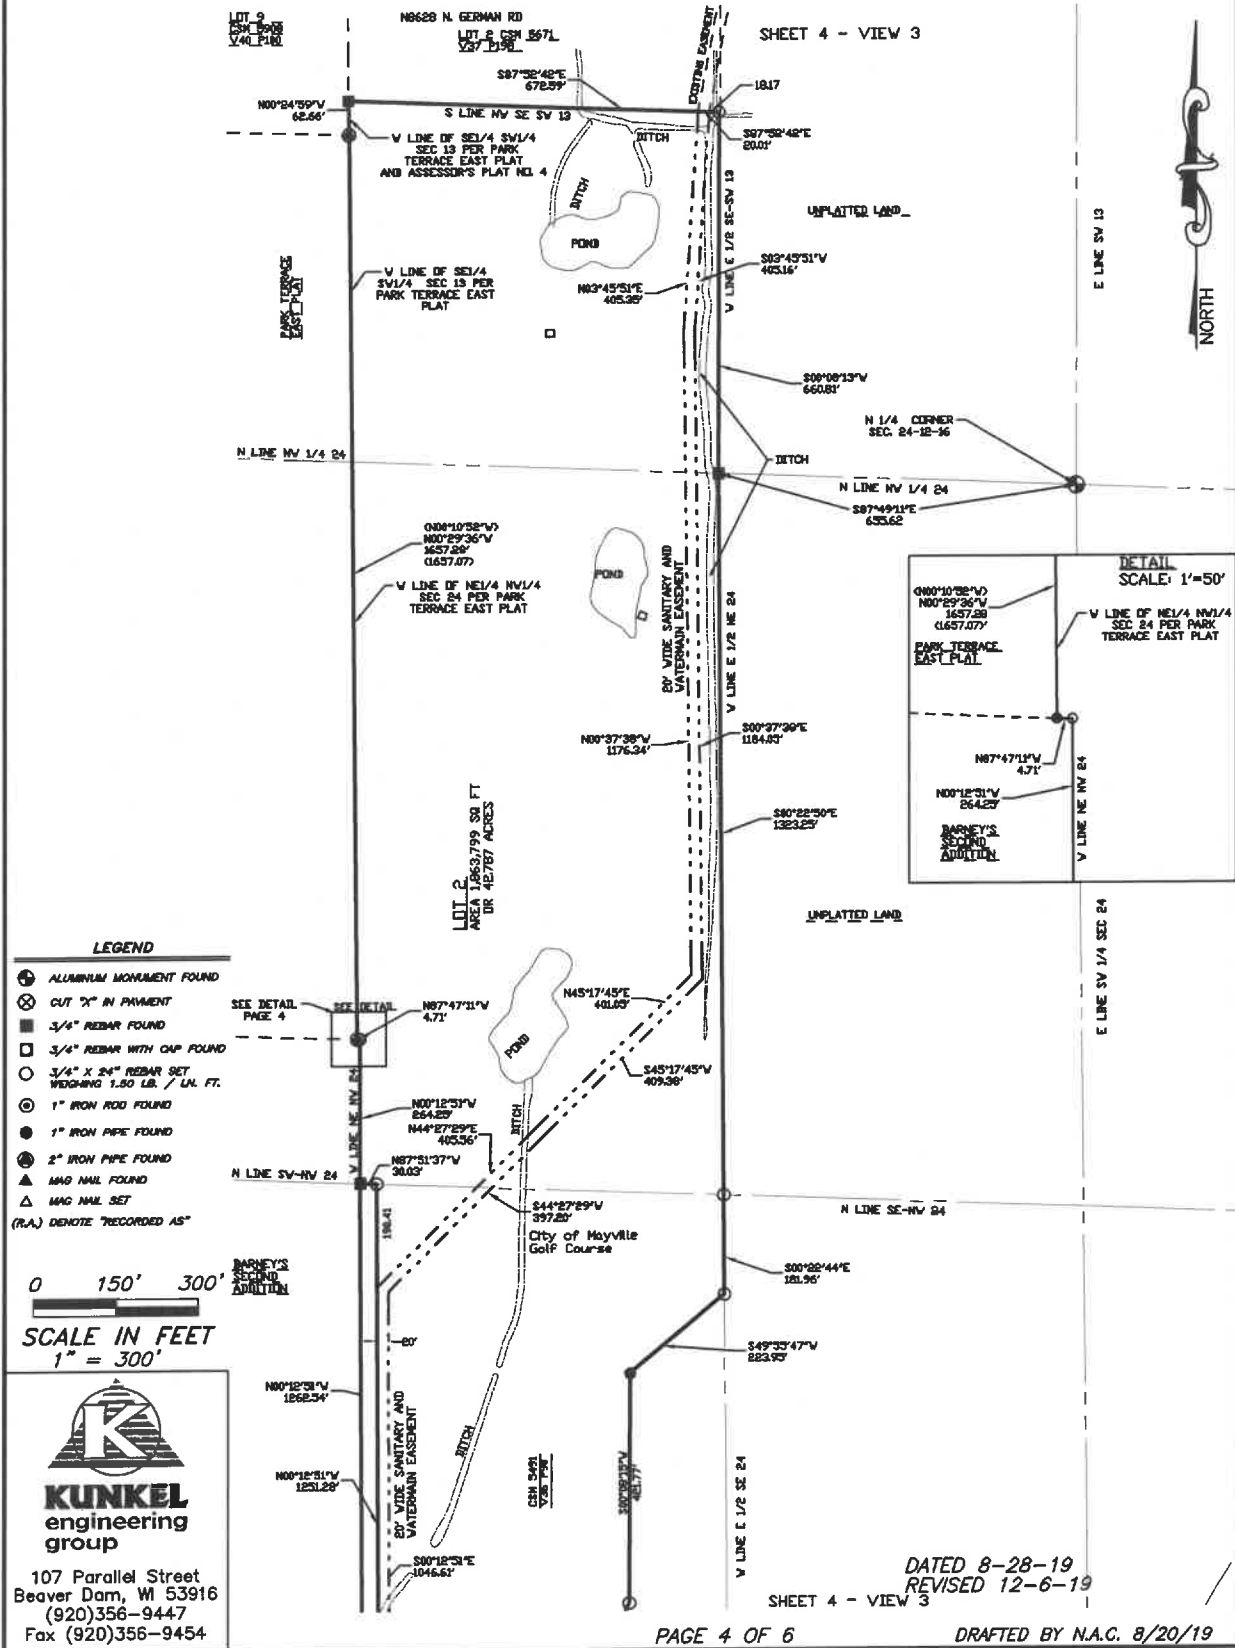 LOT 9
V40 P180
N8628 N. GERMAN RD
LOT 2 CSM 5671
V37 P198
EXISTING EASEMENT
SHEET 4 - VIEW 3
S87°52'42"E
672.59'
18.17
N00°24'59"W
62.66'
S LINE NW SE SW 13
DITCH
S87°52'42"E
20.01'
W LINE OF SE1/4 SW1/4
SEC 13 PER PARK
TERRACE EAST PLAT
AND ASSESSOR'S PLAT NO. 4
DITCH
POND
W LINE E 1/2 SE-SW 13
UNPLATTED LAND
E LINE SW 13
NORTH
PARK TERRACE
EAST PLAT
W LINE OF SE1/4
SW1/4 SEC 13 PER
PARK TERRACE EAST
PLAT
N03°45'51"E
405.35'
S03°45'51"W
405.16'
S00°08'13"W
660.81'
N 1/4 CORNER
SEC. 24-12-16
N LINE NW 1/4 24
DITCH
N LINE NW 1/4 24
S87°49'11"E
655.62
(N00°10'52"W)
N00°29'36"W
1657.28'
(1657.07)
W LINE OF NE1/4 NW1/4
SEC 24 PER PARK
TERRACE EAST PLAT
POND
20' WIDE SANITARY AND
WATERMAIN EASEMENT
W LINE E 1/2 NE 24
DETAIL
SCALE: 1"=50'
(N00°10'52"W)
N00°29'36"W
1657.28
(1657.07)'
W LINE OF NE1/4 NW1/4
SEC 24 PER PARK
TERRACE EAST PLAT
PARK TERRACE
EAST PLAT
N87°47'11"W
4.71'
N00°12'51"W
264.25'
W LINE NE NW 24
BARNEY'S
SECOND
ADDITION
N00°37'38"W
1176.34'
S00°37'38"E
1184.03'
S00°22'50"E
1323.25'
LOT 2
AREA 1,863,799 SQ FT
OR 42.787 ACRES
UNPLATTED LAND
E LINE SW 1/4 SEC 24
LEGEND
ALUMINUM MONUMENT FOUND
CUT "X" IN PAVMENT
3/4" REBAR FOUND
3/4" REBAR WITH CAP FOUND
3/4" X 24" REBAR SET
WEIGHING 1.50 LB. / LN. FT.
1" IRON ROD FOUND
1" IRON PIPE FOUND
2" IRON PIPE FOUND
MAG NAIL FOUND
MAG NAIL SET
(R.A.) DENOTE "RECORDED AS"
SEE DETAIL
PAGE 4
SEE DETAIL
N87°47'11"W
4.71'
POND
N45°17'45"E
401.05'
S45°17'45"W
409.38'
W LINE NE NW 24
N00°12'51"W
264.25'
N44°27'29"E
405.56'
DITCH
N LINE SW-NW 24
N87°51'37"W
30.03'
190.41
S44°27'29"W
397.20'
City of Mayville
Golf Course
N LINE SE-NW 24
BARNEY'S
SECOND
ADDITION
S00°22'44"E
181.96'
20'
S49°55'47"W
223.95'
0 150' 300'
SCALE IN FEET
1" = 300'
N00°12'51"W
1262.54'
20' WIDE SANITARY AND
WATERMAIN EASEMENT
DITCH
N00°12'51"W
1251.28'
CSM 5491
421.77'
W LINE E 1/2 SE 24
S00°12'51"E
1046.61'
K
KUNKEL
engineering
group
107 Parallel Street
Beaver Dam, WI 53916
(920)356-9447
Fax (920)356-9454
DATED 8-28-19
REVISED 12-6-19
SHEET 4 - VIEW 3
PAGE 4 OF 6
DRAFTED BY N.A.C. 8/20/19